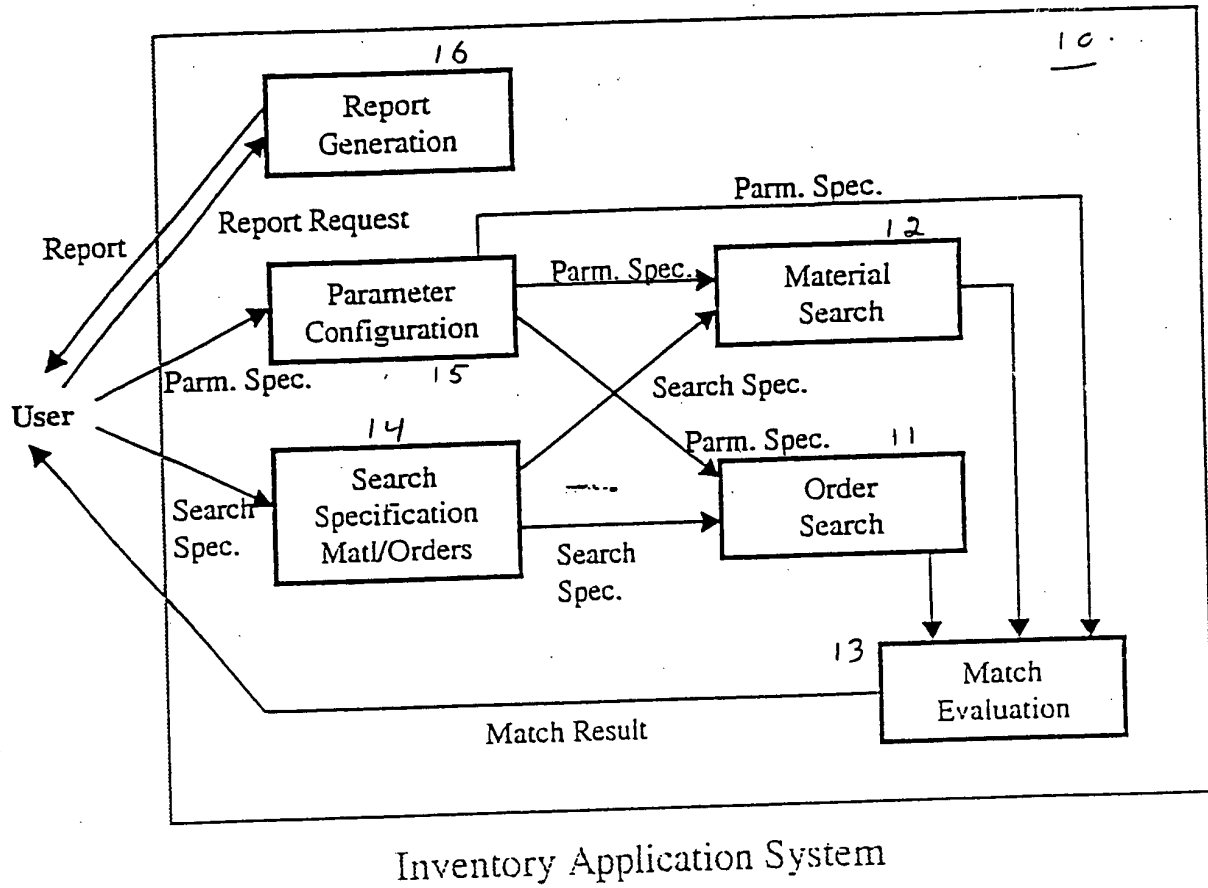 10.
16
Report
Generation
Parm. Spec.
Report
Report Request
12
Parameter
Configuration
Parm. Spec.
Material
Search
Parm. Spec.
15
Search Spec.
User
14
Parm. Spec.
11
Search
Specification
Matl/Orders
Order
Search
Search
Spec.
Search
Spec.
13
Match
Evaluation
Match Result
Inventory Application System